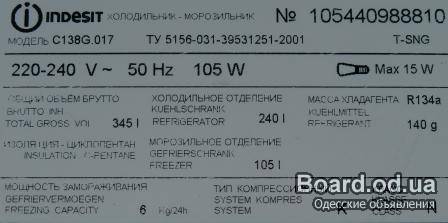 indesit ХОЛОДИЛЬНИК - МОРОЗИЛЬНИК № 105440988810
МОДЕЛЬ C138G.017 ТУ 5156-031-39531251-2001 T-SNG
220-240 V ~ 50 Hz 105 W Max 15 W
ОБЩИЙ ОБЪЕМ БРУТТО ХОЛОДИЛЬНОЕ ОТДЕЛЕНИЕ МАССА ХЛАДАГЕНТА R134a
BRUTTO INH KUEHLSCHRANK KUEHLMITTEL
TOTAL GROSS VOL 345 l REFRIGERATOR 240 l REFRIGERANT 140 g
ИЗОЛЯЦИЯ - ЦИКЛОПЕНТАН МОРОЗИЛЬНОЕ ОТДЕЛЕНИЕ
INSULATION C-PENTANE GEFRIERSCHRANK
FREEZER 105 l
МОЩНОСТЬ ЗАМОРАЖИВАНИЯ ТИП КОМПРЕССИИ
GEFRIERVERMOEGEN SYSTEM KOMPRES
FREEZING CAPACITY 6 Kg/24h SYSTEM COMPRESS K CLASS
Board.od.ua
Одесские объявления